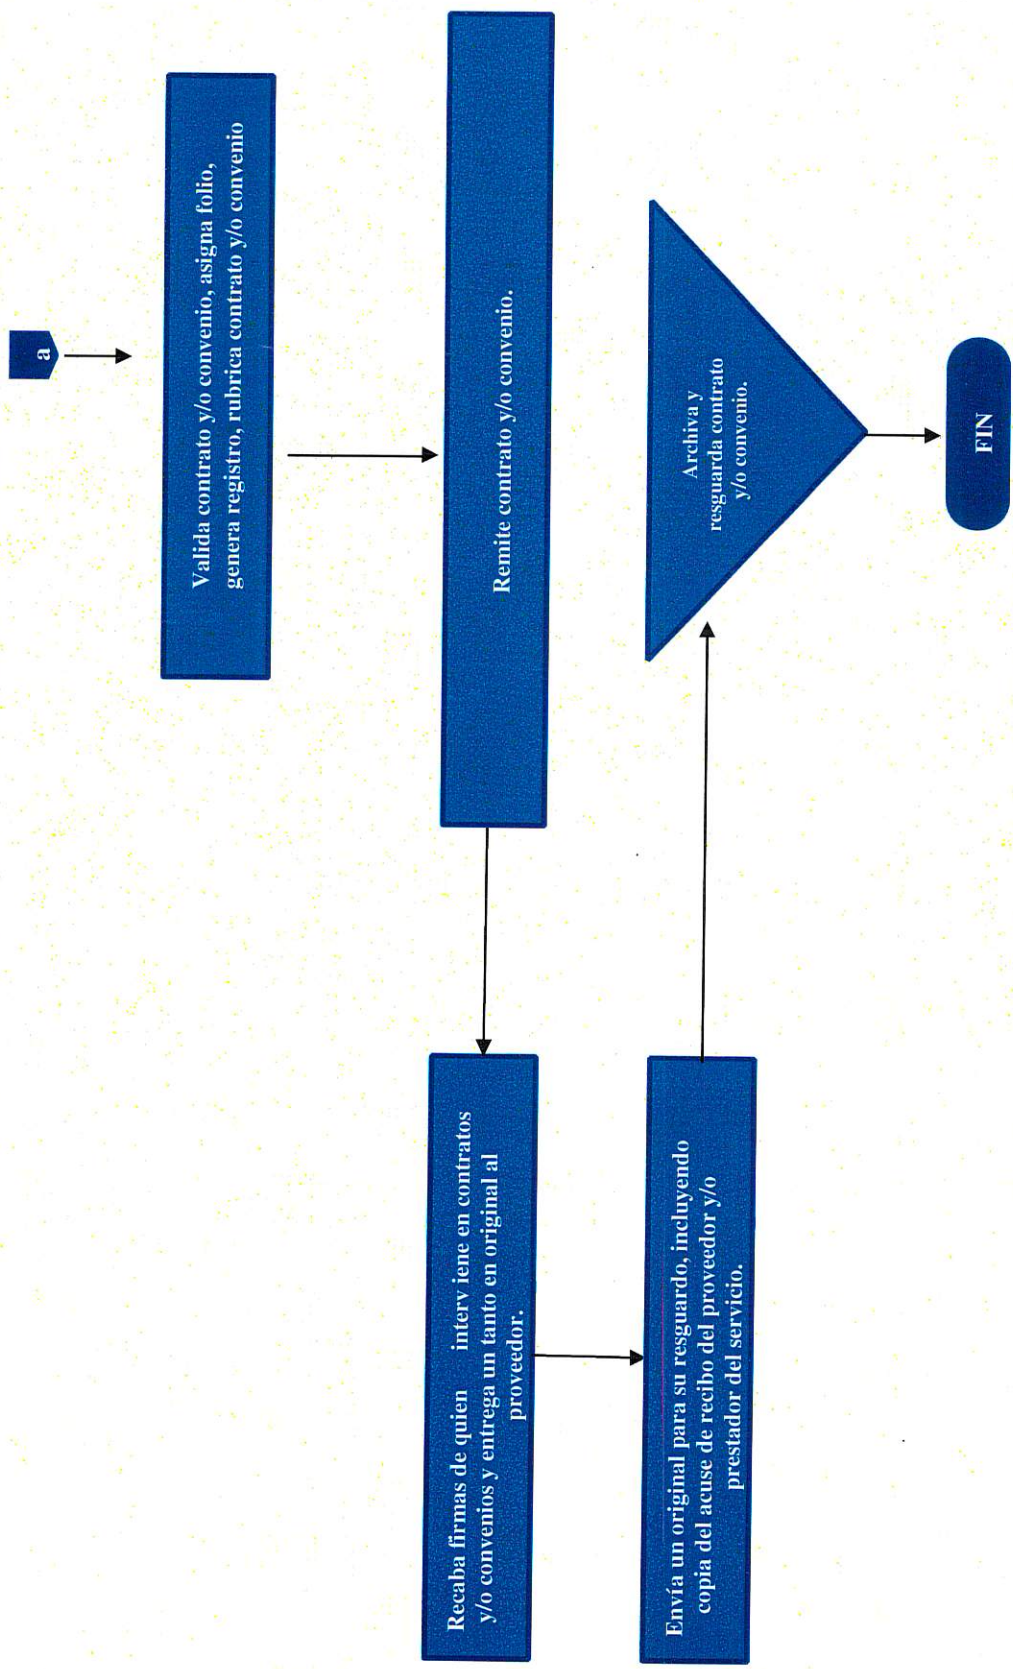 a
Valida contrato y/o convenio, asigna folio,
genera registro, rubrica contrato y/o convenio
Remite contrato y/o convenio.
Recaba firmas de quien interv iene en contratos
y/o convenios y entrega un tanto en original al
proveedor.
Envía un original para su resguardo, incluyendo
copia del acuse de recibo del proveedor y/o
prestador del servicio.
Archiva y
resguarda contrato
y/o convenio.
FIN